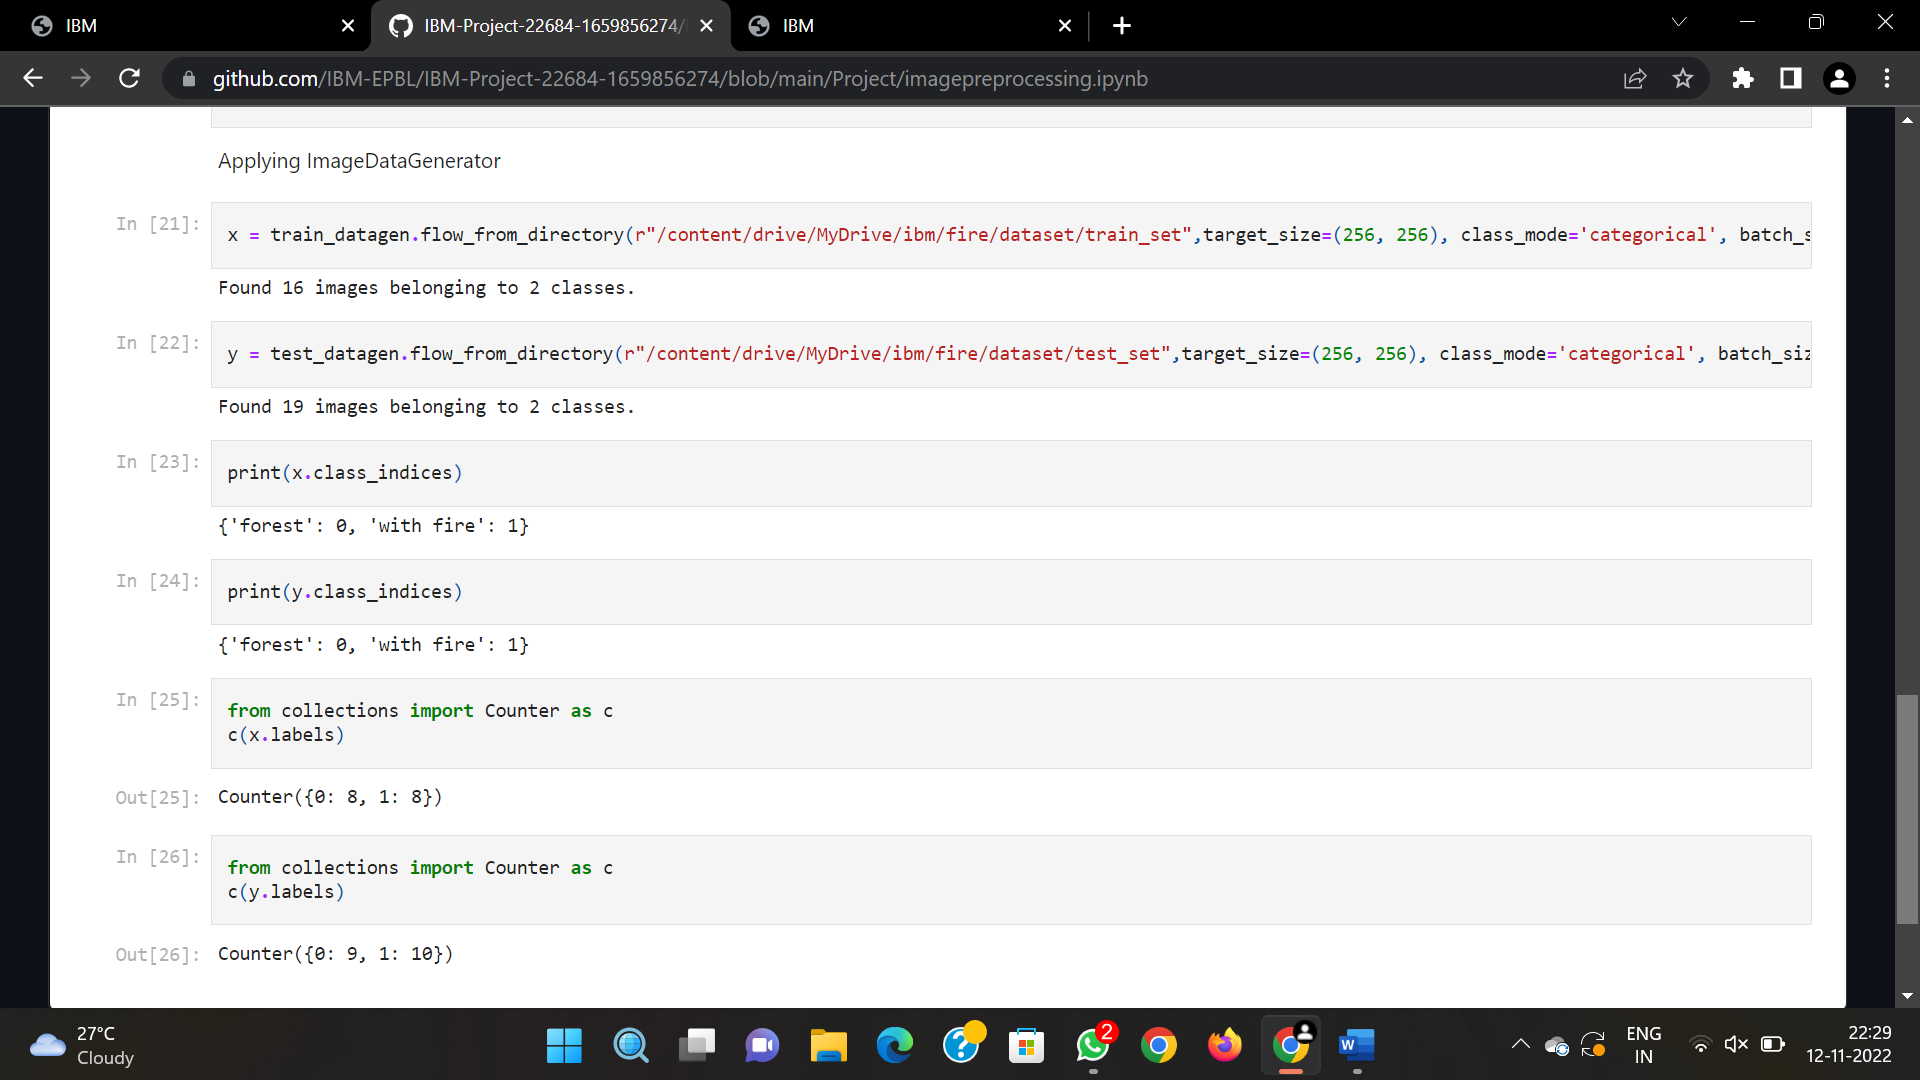 IBM
IBM-Project-22684-1659856274/
IBM
github.com/IBM-EPBL/IBM-Project-22684-1659856274/blob/main/Project/imagepreprocessing.ipynb
Applying ImageDataGenerator
In [21]:
x = train_datagen.flow_from_directory(r"/content/drive/MyDrive/ibm/fire/dataset/train_set",target_size=(256, 256), class_mode='categorical', batch_s
Found 16 images belonging to 2 classes.
In [22]:
y = test_datagen.flow_from_directory(r"/content/drive/MyDrive/ibm/fire/dataset/test_set",target_size=(256, 256), class_mode='categorical', batch_siz
Found 19 images belonging to 2 classes.
In [23]:
print(x.class_indices)
{'forest': 0, 'with fire': 1}
In [24]:
print(y.class_indices)
{'forest': 0, 'with fire': 1}
In [25]:
from collections import Counter as c
c(x.labels)
Out[25]: Counter({0: 8, 1: 8})
In [26]:
from collections import Counter as c
c(y.labels)
Out[26]: Counter({0: 9, 1: 10})
27°C
Cloudy
2
W
ENG
IN
22:29
12-11-2022